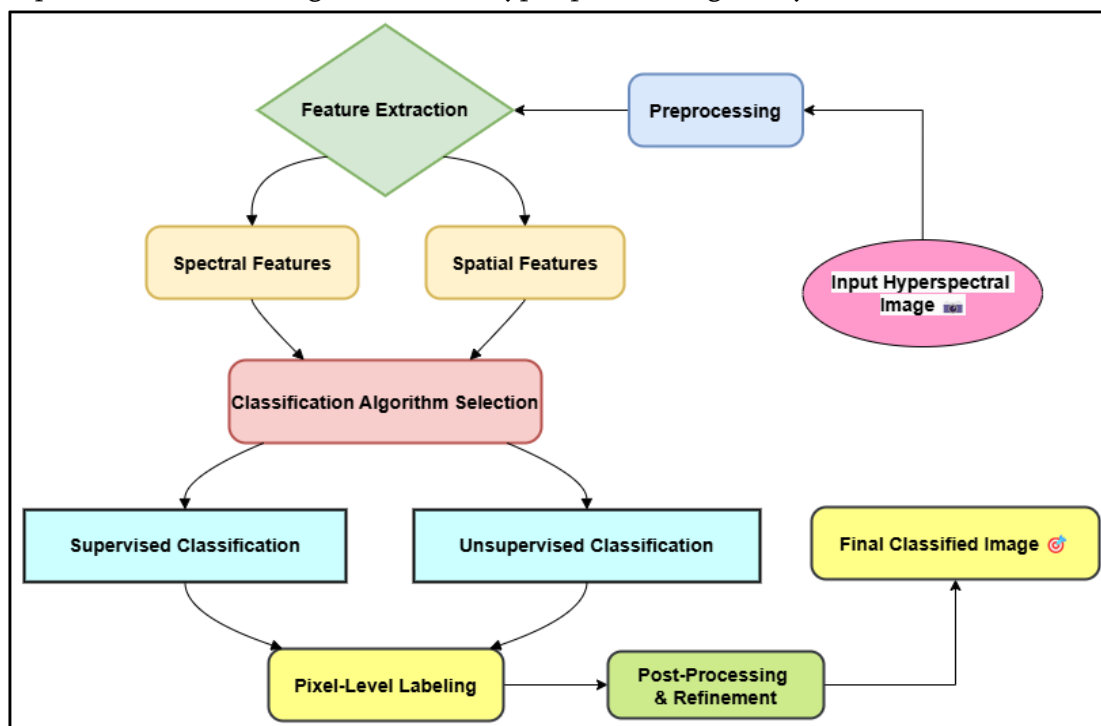 Feature Extraction
Preprocessing
Spectral Features
Spatial Features
Input Hyperspectral
Image 📷
Classification Algorithm Selection
Supervised Classification
Unsupervised Classification
Final Classified Image 🎯
Pixel-Level Labeling
Post-Processing
& Refinement